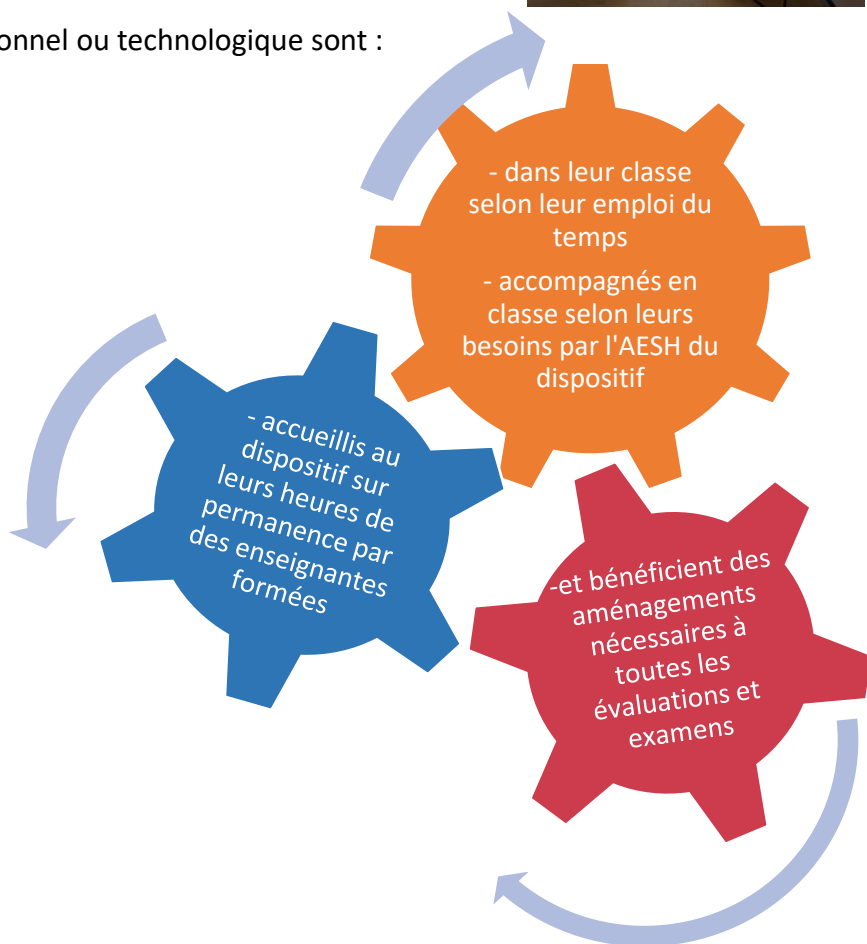 onnel ou technologique sont :
- dans leur classe
selon leur emploi du
temps
- accompagnés en
classe selon leurs
besoins par l'AESH du
dispositif
- accueillis au
dispositif sur
leurs heures de
permanence par
des enseignantes
formées
-et bénéficient des
aménagements
nécessaires à
toutes les
évaluations et
examens